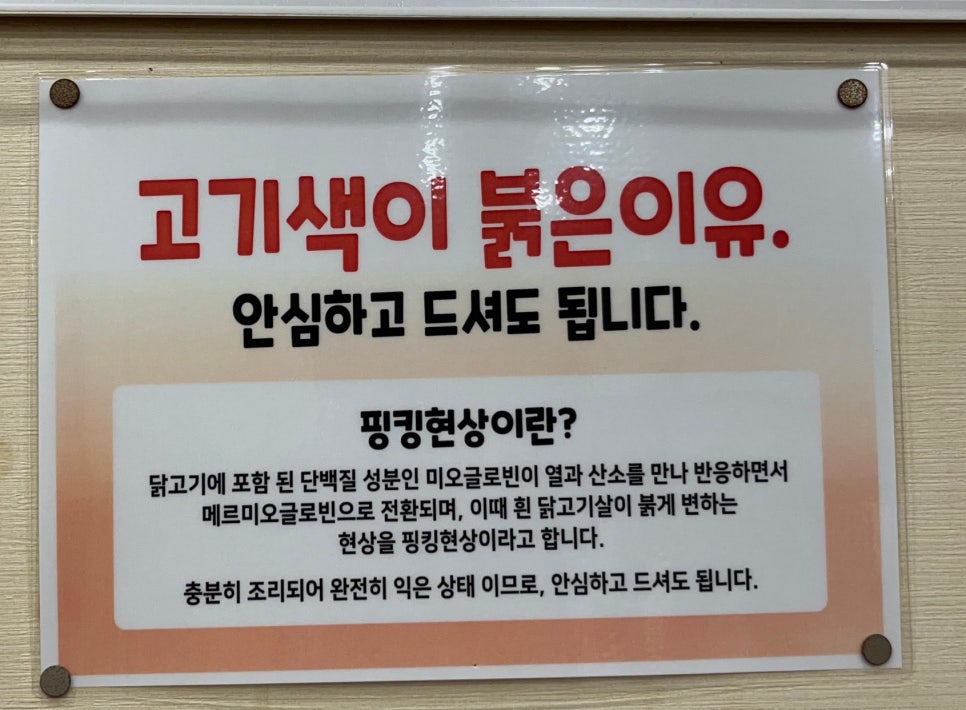 고기색이 붉은이유.
안심하고 드셔도 됩니다.
핑킹현상이란?
닭고기에 포함 된 단백질 성분인 미오글로빈이 열과 산소를 만나 반응하면서
메르미오글로빈으로 전환되며, 이때 흰 닭고기살이 붉게 변하는
현상을 핑킹현상이라고 합니다.
충분히 조리되어 완전히 익은 상태 이므로, 안심하고 드셔도 됩니다.